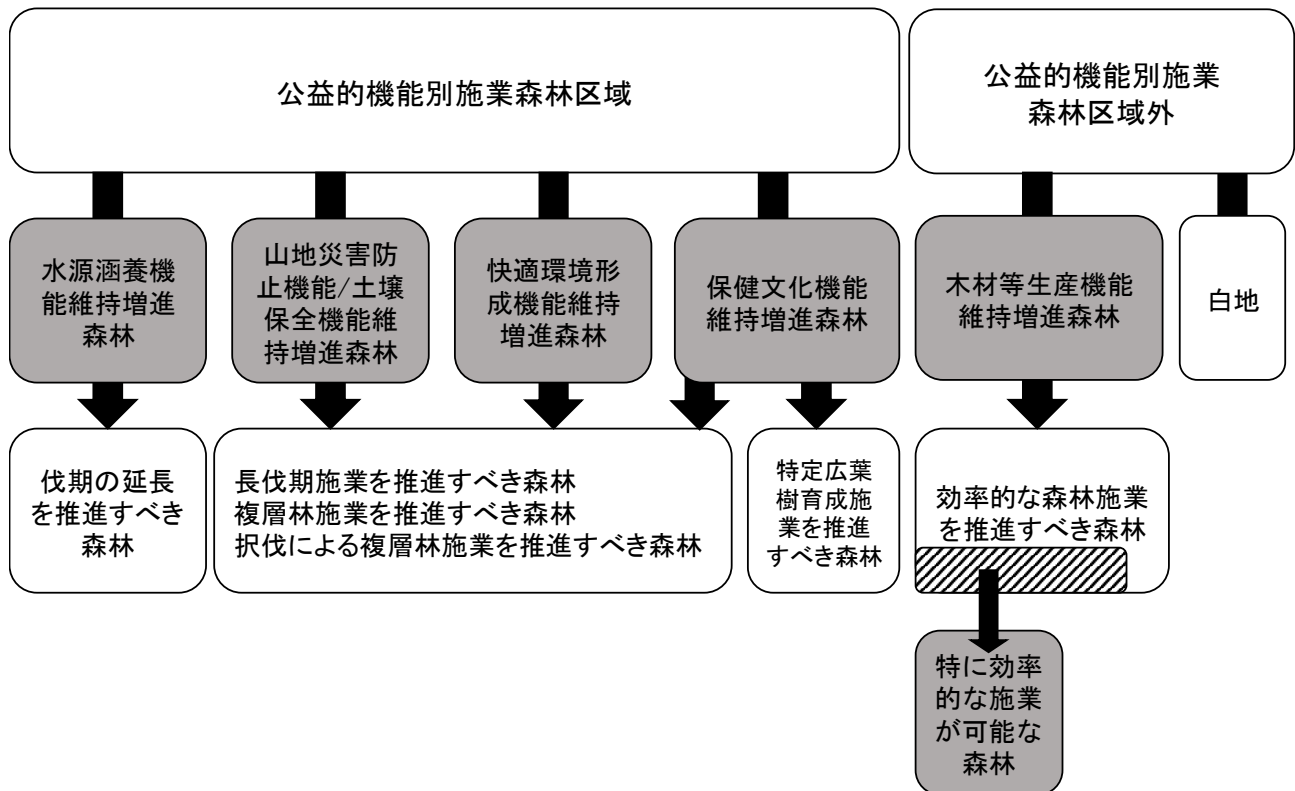 公益的機能別施業森林区域
公益的機能別施業
森林区域外
水源涵養機
能維持増進
森林
山地災害防
止機能/土壌
保全機能維
持増進森林
快適環境形
成機能維持
増進森林
保健文化機能
維持増進森林
木材等生産機能
維持増進森林
白地
伐期の延長
を推進すべき
森林
長伐期施業を推進すべき森林
複層林施業を推進すべき森林
択伐による複層林施業を推進すべき森林
特定広葉
樹育成施
業を推進
すべき森林
効率的な森林施業
を推進すべき森林
特に効率
的な施業
が可能な
森林